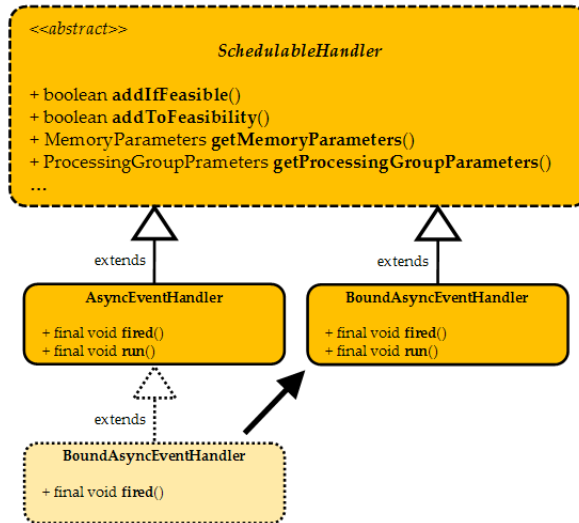 <<abstract>>
SchedulableHandler
+ boolean addIfFeasible()
+ boolean addToFeasibility()
+ MemoryParameters getMemoryParameters()
+ ProcessingGroupPrameters getProcessingGroupParameters()
...
extends
extends
AsyncEventHandler
+ final void fired()
+ final void run()
BoundAsyncEventHandler
+ final void fired()
+ final void run()
extends
BoundAsyncEventHandler
+ final void fired()